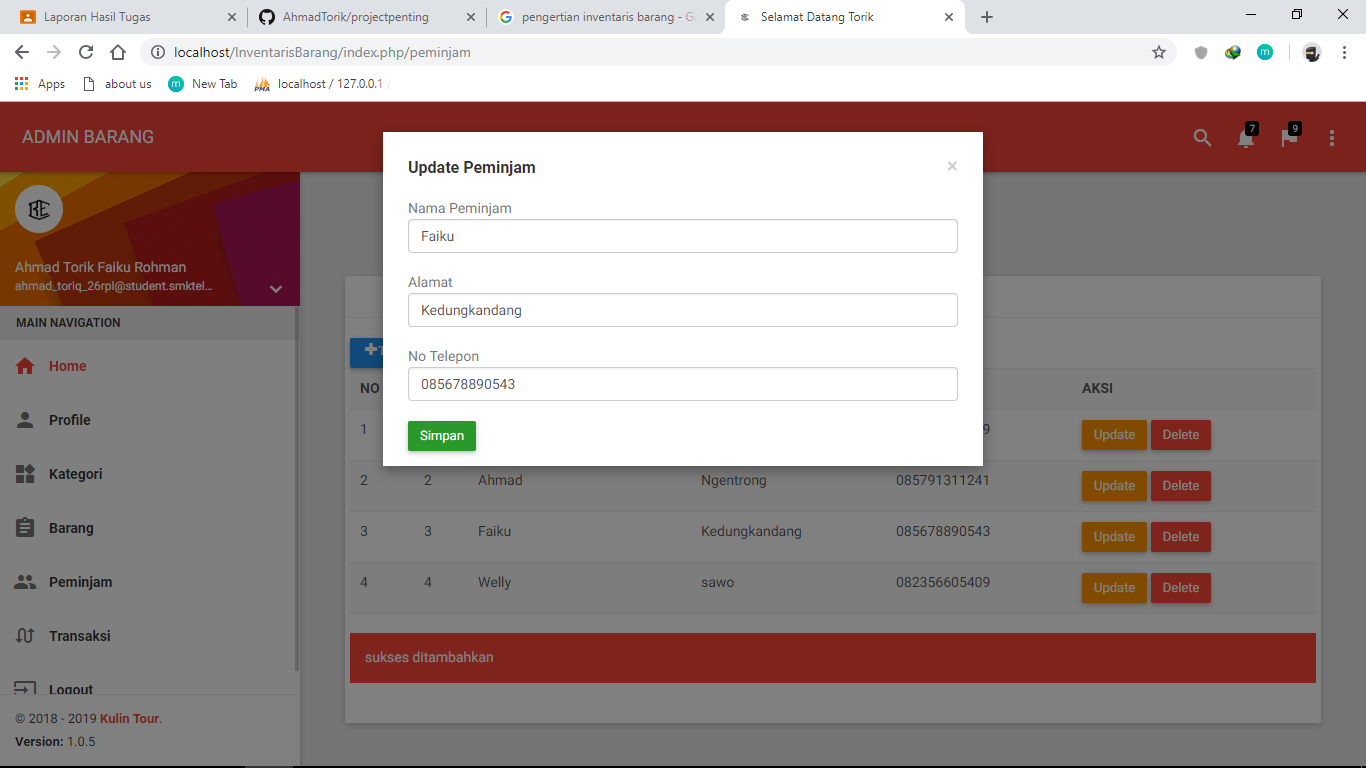 Laporan Hasil Tugas
AhmadTorik/projectpenting
pengertian inventaris barang - G
Selamat Datang Torik
localhost/InventarisBarang/index.php/peminjam
Apps
about us
New Tab
localhost / 127.0.0.1 /
ADMIN BARANG
7
9
Ahmad Torik Faiku Rohman
ahmad_toriq_26rpl@student.smktel...
MAIN NAVIGATION
Home
Profile
Kategori
Barang
Peminjam
Transaksi
Logout
© 2018 - 2019 Kulin Tour.
Version: 1.0.5
Update Peminjam ×
Nama Peminjam
Faiku
Alamat
Kedungkandang
No Telepon
085678890543
Simpan
NO AKSI
1 9 Update Delete
2 2 Ahmad Ngentrong 085791311241 Update Delete
3 3 Faiku Kedungkandang 085678890543 Update Delete
4 4 Welly sawo 082356605409 Update Delete
sukses ditambahkan